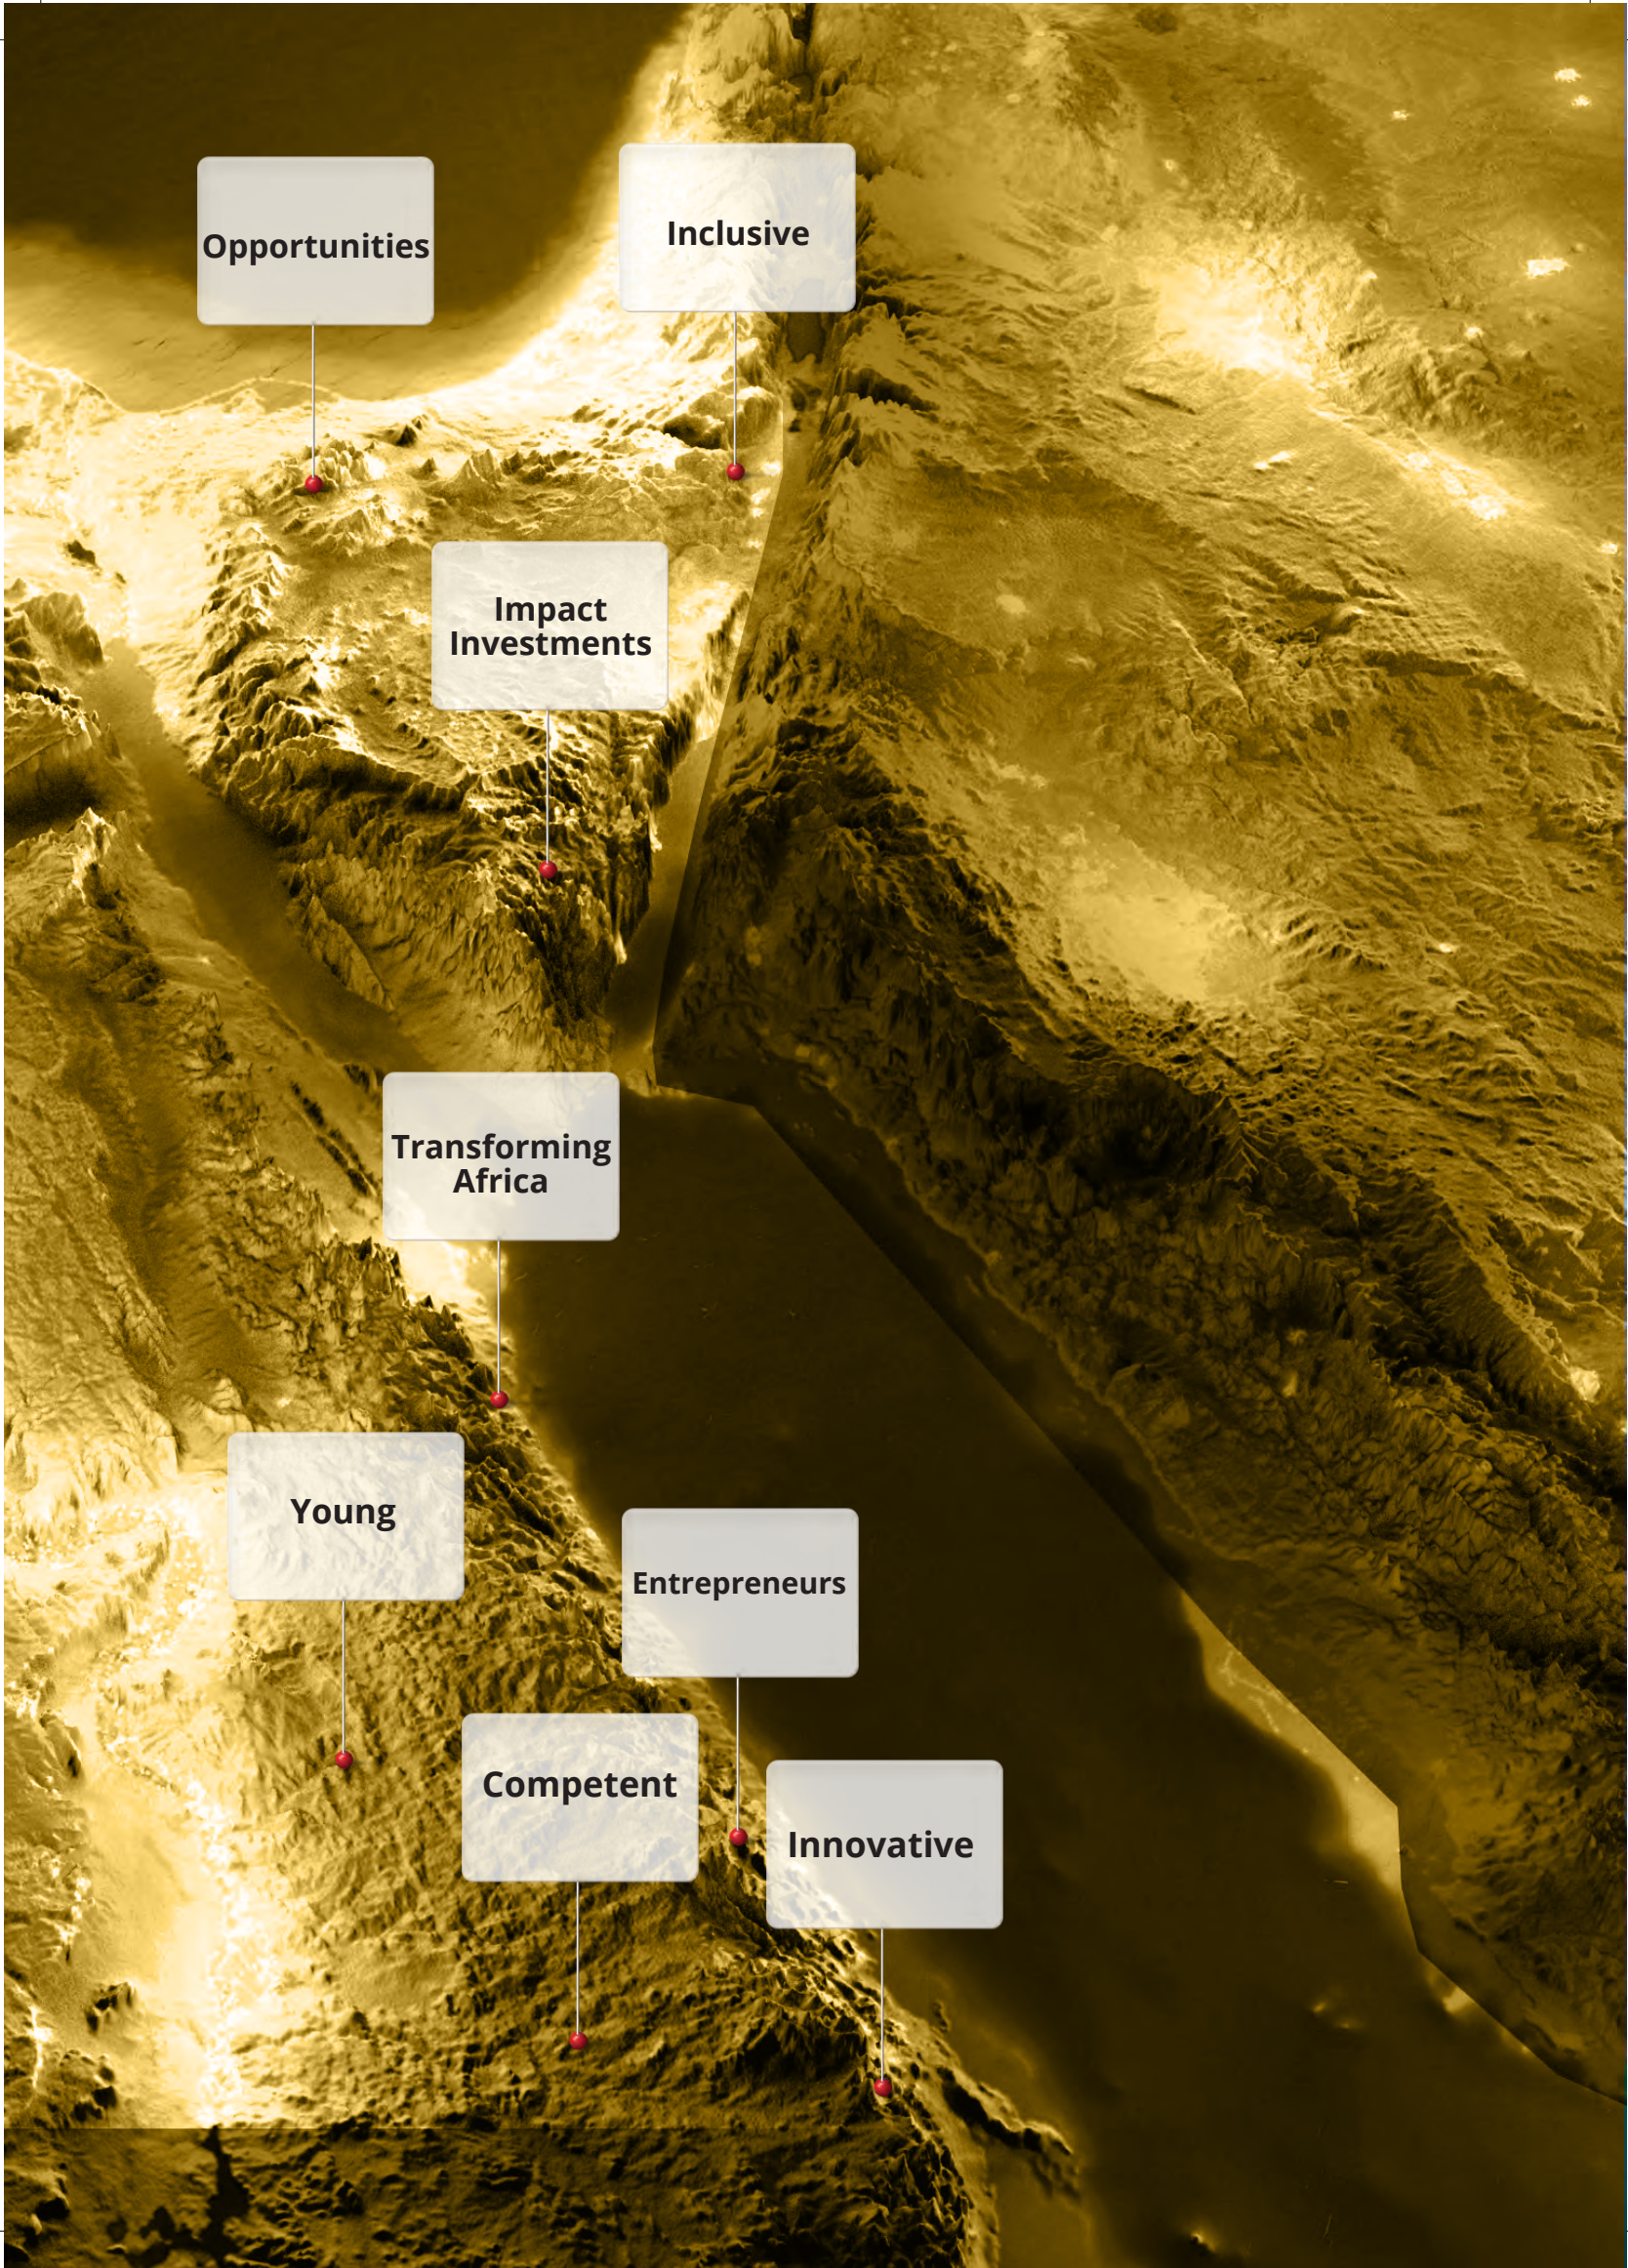 Opportunities
Inclusive
Impact
Investments
Transforming
Africa
Young
Entrepreneurs
Competent
Innovative